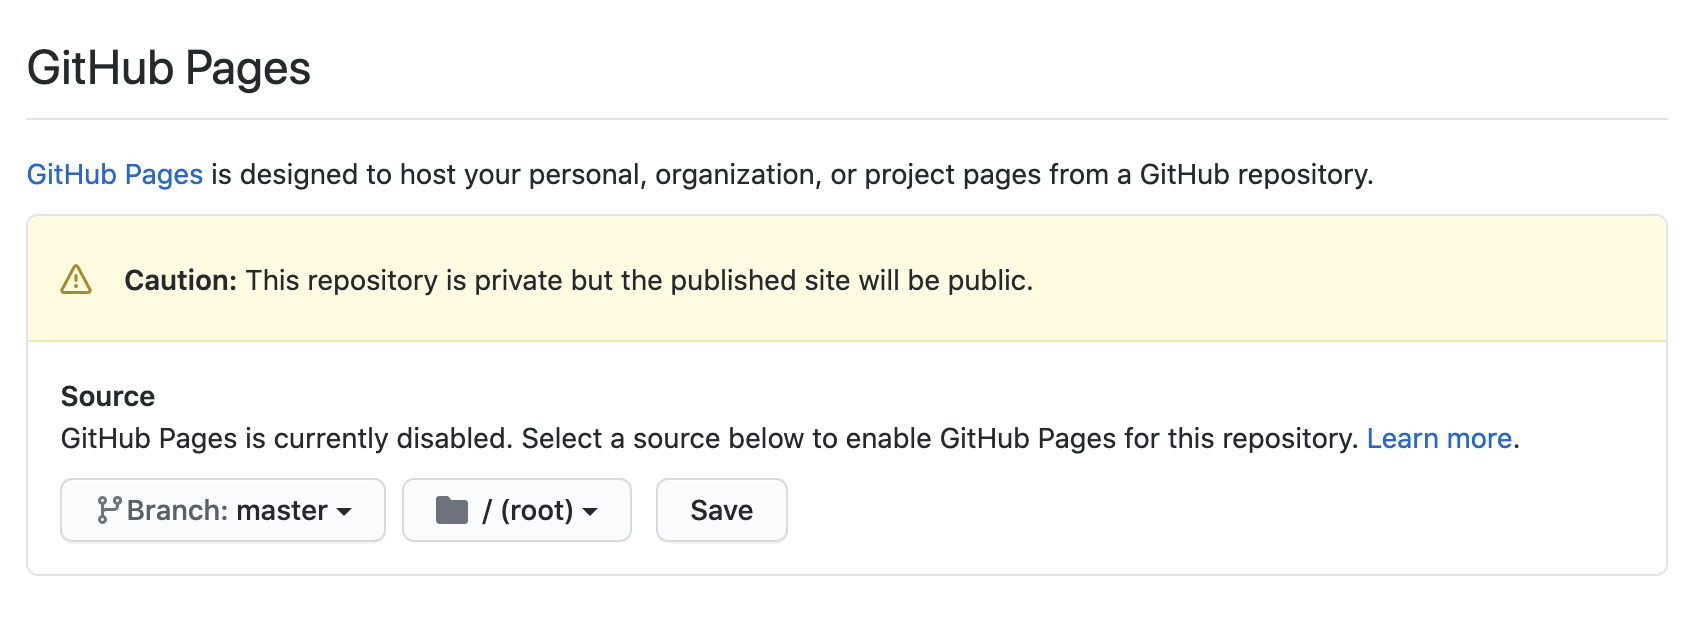 GitHub Pages
GitHub Pages is designed to host your personal, organization, or project pages from a GitHub repository.
Caution: This repository is private but the published site will be public.
Source
GitHub Pages is currently disabled. Select a source below to enable GitHub Pages for this repository. Learn more.
Branch: master / (root) Save